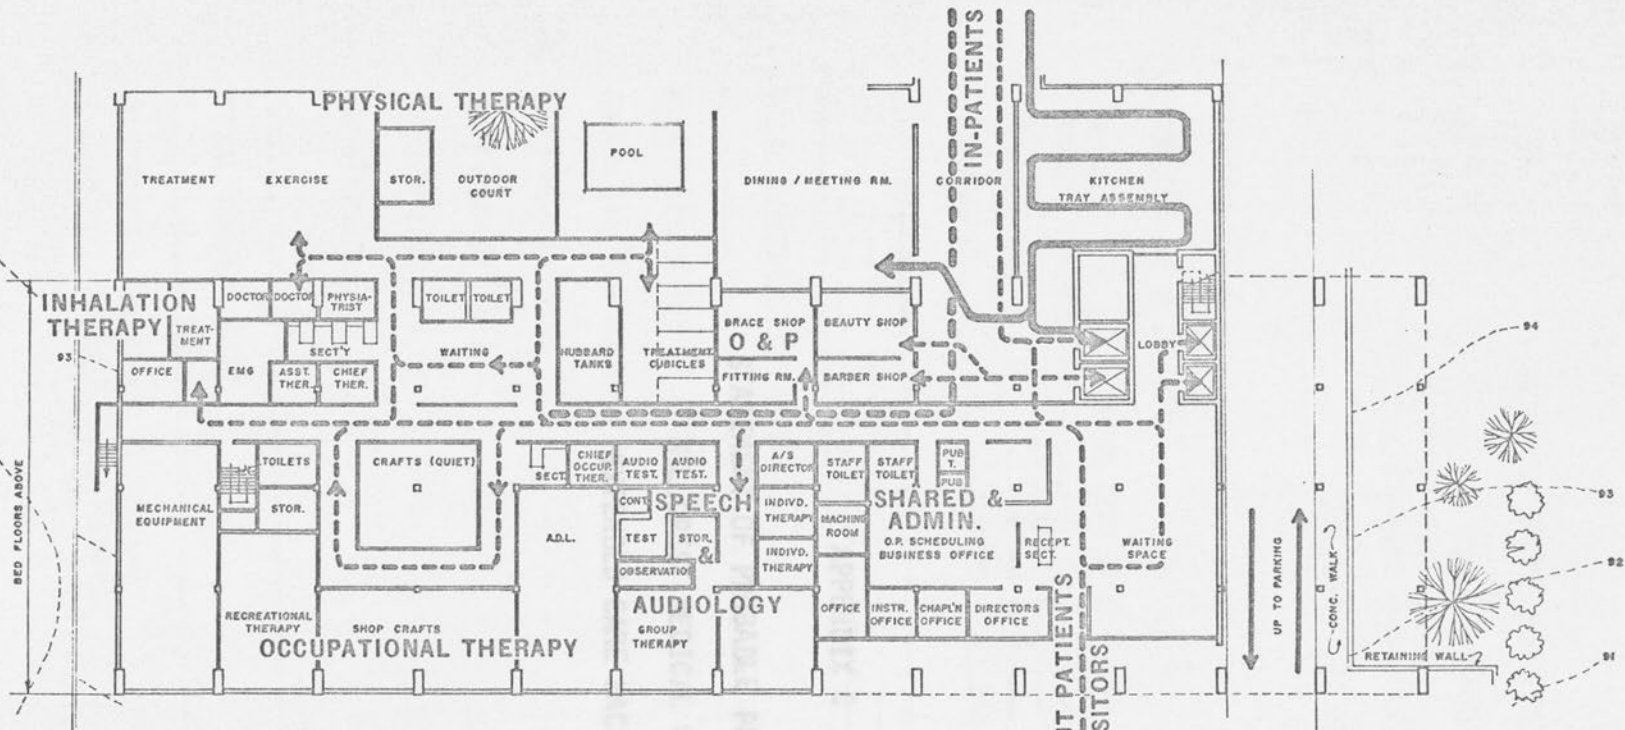 IN-PATIENTS
PHYSICAL THERAPY
TREATMENT
EXERCISE
STOR.
OUTDOOR
COURT
POOL
DINING / MEETING RM.
CORRIDOR
KITCHEN
TRAY ASSEMBLY
INHALATION
THERAPY
TREAT-
MENT
OFFICE
DOCTOR
DOCTOR
PHYSIA-
TRIST
SECT'Y
EMG
ASST.
THER.
CHIEF
THER.
TOILET
TOILET
WAITING
HUBBARD
TANKS
TREATMENT
CUBICLES
BRACE SHOP
O & P
FITTING RM.
BEAUTY SHOP
BARBER SHOP
LOBBY
94
93
BED FLOORS ABOVE
MECHANICAL
EQUIPMENT
TOILETS
STOR.
CRAFTS (QUIET)
SECT.
CHIEF
OCCUP.
THER.
AUDIO
TEST.
AUDIO
TEST.
CONT.
SPEECH
TEST
STOR.
&
OBSERVATIO
A.D.L.
A/S
DIRECTOR
INDIVD.
THERAPY
INDIVD.
THERAPY
STAFF
TOILET
STAFF
TOILET
PUB
T.
PUB
MACHINE
ROOM
SHARED &
ADMIN.
O.P. SCHEDULING
BUSINESS OFFICE
RECEPT.
SECT.
WAITING
SPACE
RECREATIONAL
THERAPY
SHOP CRAFTS
OCCUPATIONAL THERAPY
AUDIOLOGY
GROUP
THERAPY
OFFICE
INSTR.
OFFICE
CHAPL'N
OFFICE
DIRECTORS
OFFICE
UT PATIENTS
SITORS
UP TO PARKING
CONC. WALK
RETAINING WALL
93
92
91